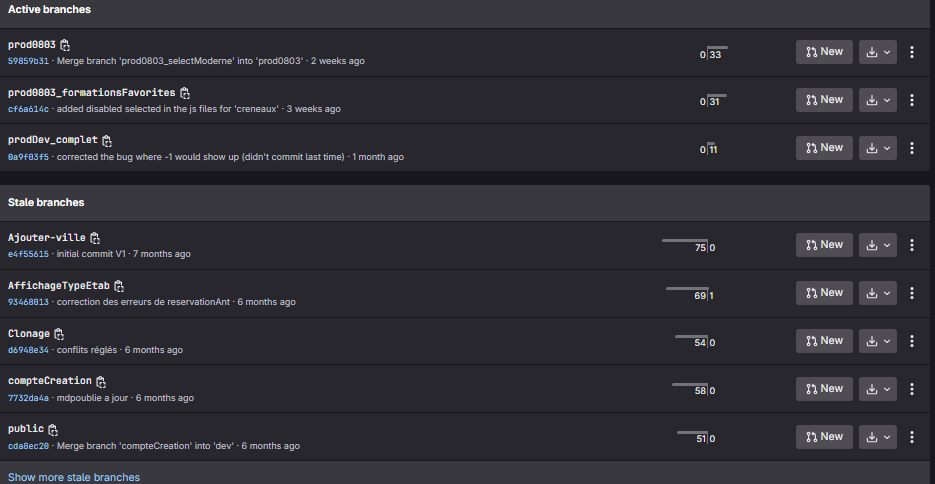 Active branches
prod0803
0 33
New
59859b31 · Merge branch 'prod0803_selectModerne' into 'prod0803' · 2 weeks ago
prod0803_formationsFavorites
0 31
New
cf6a614c · added disabled selected in the js files for 'creneaux' · 3 weeks ago
prodDev_complet
0 11
New
0a9f03f5 · corrected the bug where -1 would show up (didn't commit last time) · 1 month ago
Stale branches
Ajouter-ville
75 0
New
e4f55615 · initial commit V1 · 7 months ago
AffichageTypeEtab
69 1
New
93468013 · correction des erreurs de reservationAnt · 6 months ago
Clonage
54 0
New
d6948e34 · conflits réglés · 6 months ago
compteCreation
58 0
New
7732da4a · mdpoublie a jour · 6 months ago
public
51 0
New
cda8ec20 · Merge branch 'compteCreation' into 'dev' · 6 months ago
Show more stale branches